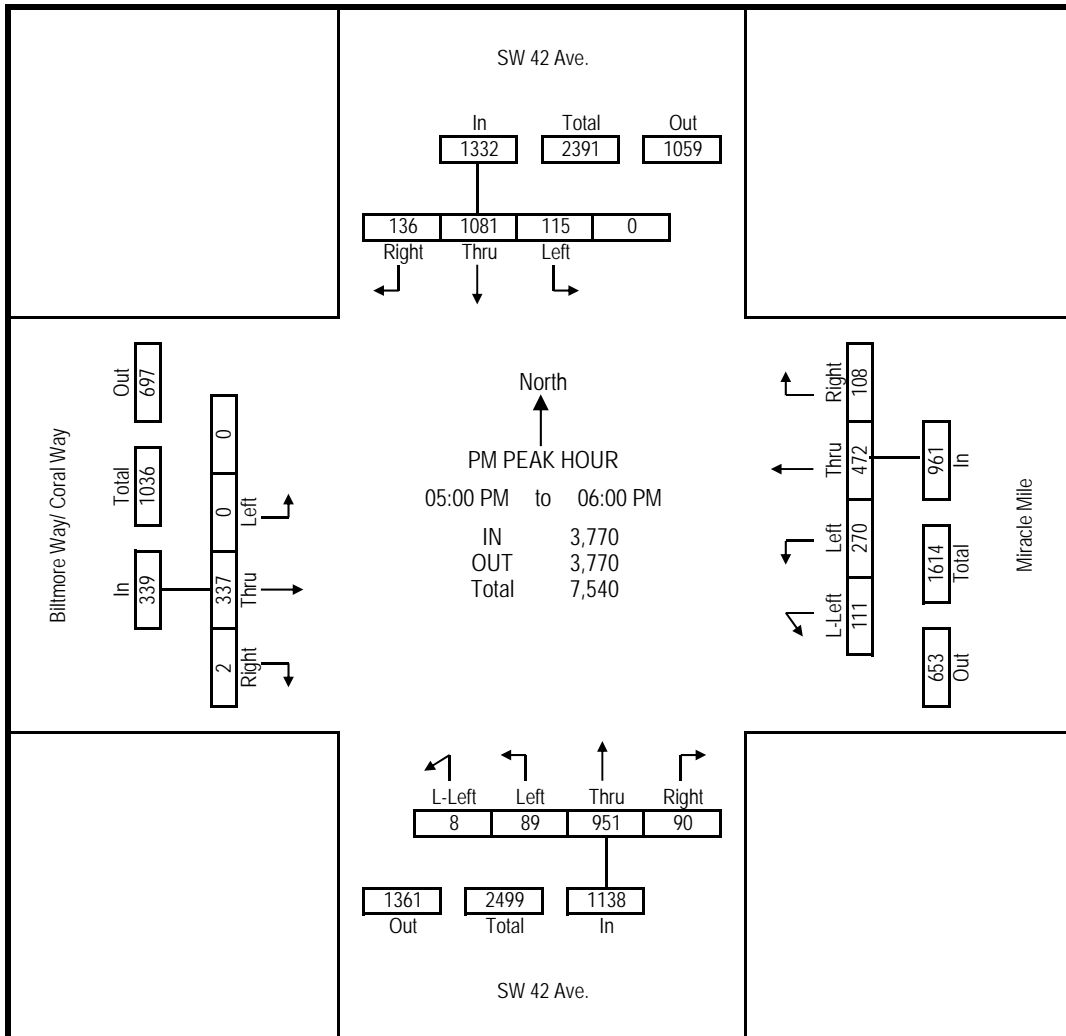 SW 42 Ave.
In Total Out
1332 2391 1059
136 1081 115 0
Right Thru Left
Biltmore Way/ Coral Way
Out Total In
697 1036 339
0 0 337 2
Left Thru Right
North
PM PEAK HOUR
05:00 PM to 06:00 PM
IN 3,770
OUT 3,770
Total 7,540
Right Thru Left L-Left
108 472 270 111
961 1614 653
In Total Out
Miracle Mile
L-Left Left Thru Right
8 89 951 90
1361 2499 1138
Out Total In
SW 42 Ave.